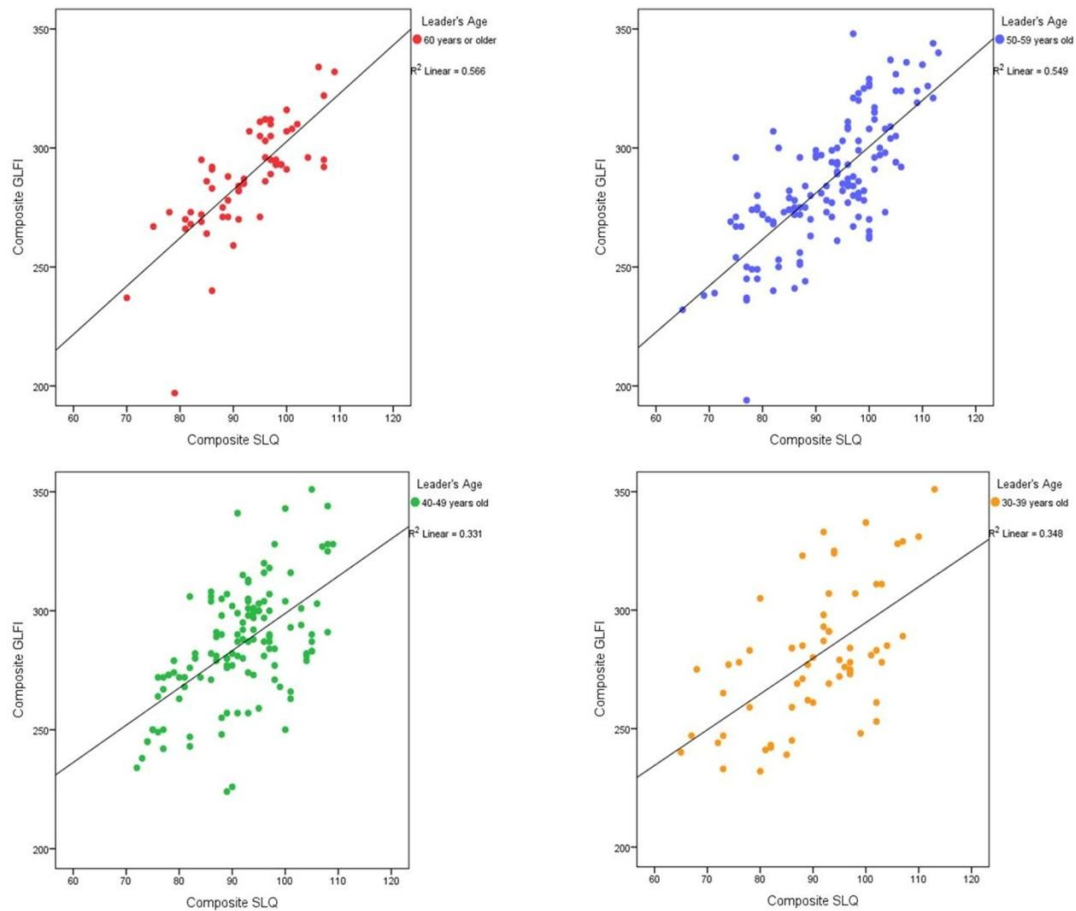 Leader's Age
60 years or older
R² Linear = 0.566
350
300
250
200
Composite GLFI
60 70 80 90 100 110 120
Composite SLQ
Leader's Age
50-59 years old
R² Linear = 0.549
350
300
250
200
Composite GLFI
60 70 80 90 100 110 120
Composite SLQ
Leader's Age
40-49 years old
R² Linear = 0.331
350
300
250
200
Composite GLFI
60 70 80 90 100 110 120
Composite SLQ
Leader's Age
30-39 years old
R² Linear = 0.348
350
300
250
200
Composite GLFI
60 70 80 90 100 110 120
Composite SLQ